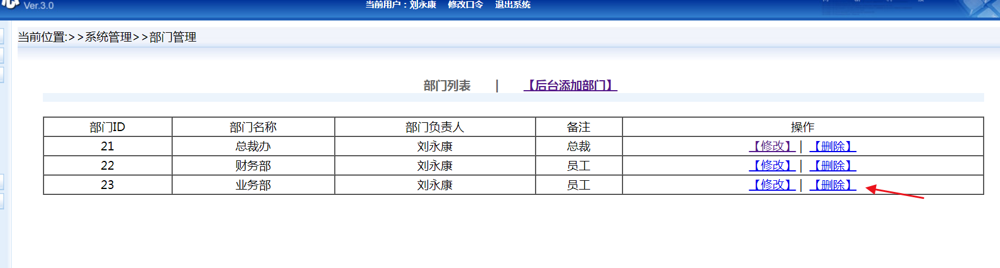 Ver.3.0
当前用户：刘永康 修改口令 退出系统
当前位置:>>系统管理>>部门管理
部门列表 | 【后台添加部门】
部门ID 部门名称 部门负责人 备注 操作
21 总裁办 刘永康 总裁 【修改】 | 【删除】
22 财务部 刘永康 员工 【修改】 | 【删除】
23 业务部 刘永康 员工 【修改】 | 【删除】